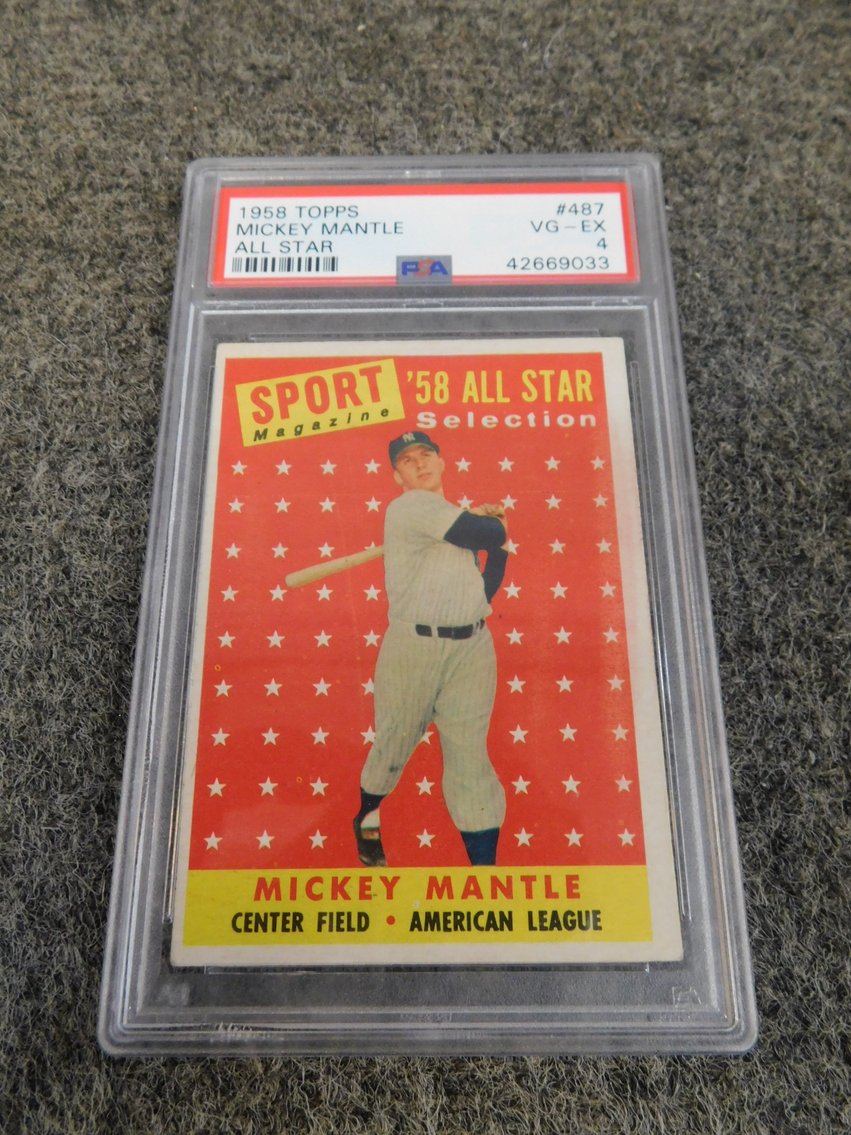 1958 TOPPS #487
MICKEY MANTLE VG-EX
ALL STAR 4
PSA 42669033
SPORT '58 ALL STAR
Magazine Selection
NY
MICKEY MANTLE
CENTER FIELD • AMERICAN LEAGUE